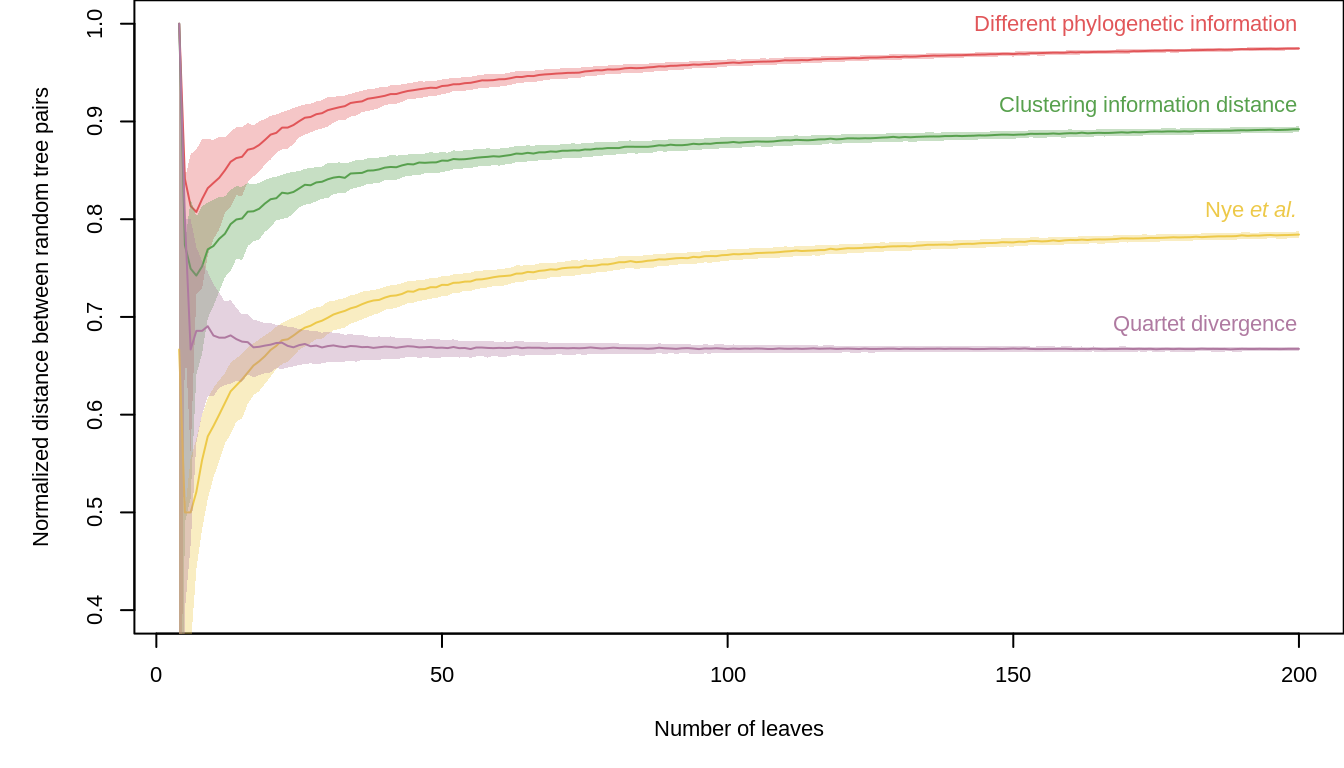 Different phylogenetic information
Clustering information distance
Nye et al.
Quartet divergence
Normalized distance between random tree pairs
1.0
0.9
0.8
0.7
0.6
0.5
0.4
0
50
100
150
200
Number of leaves